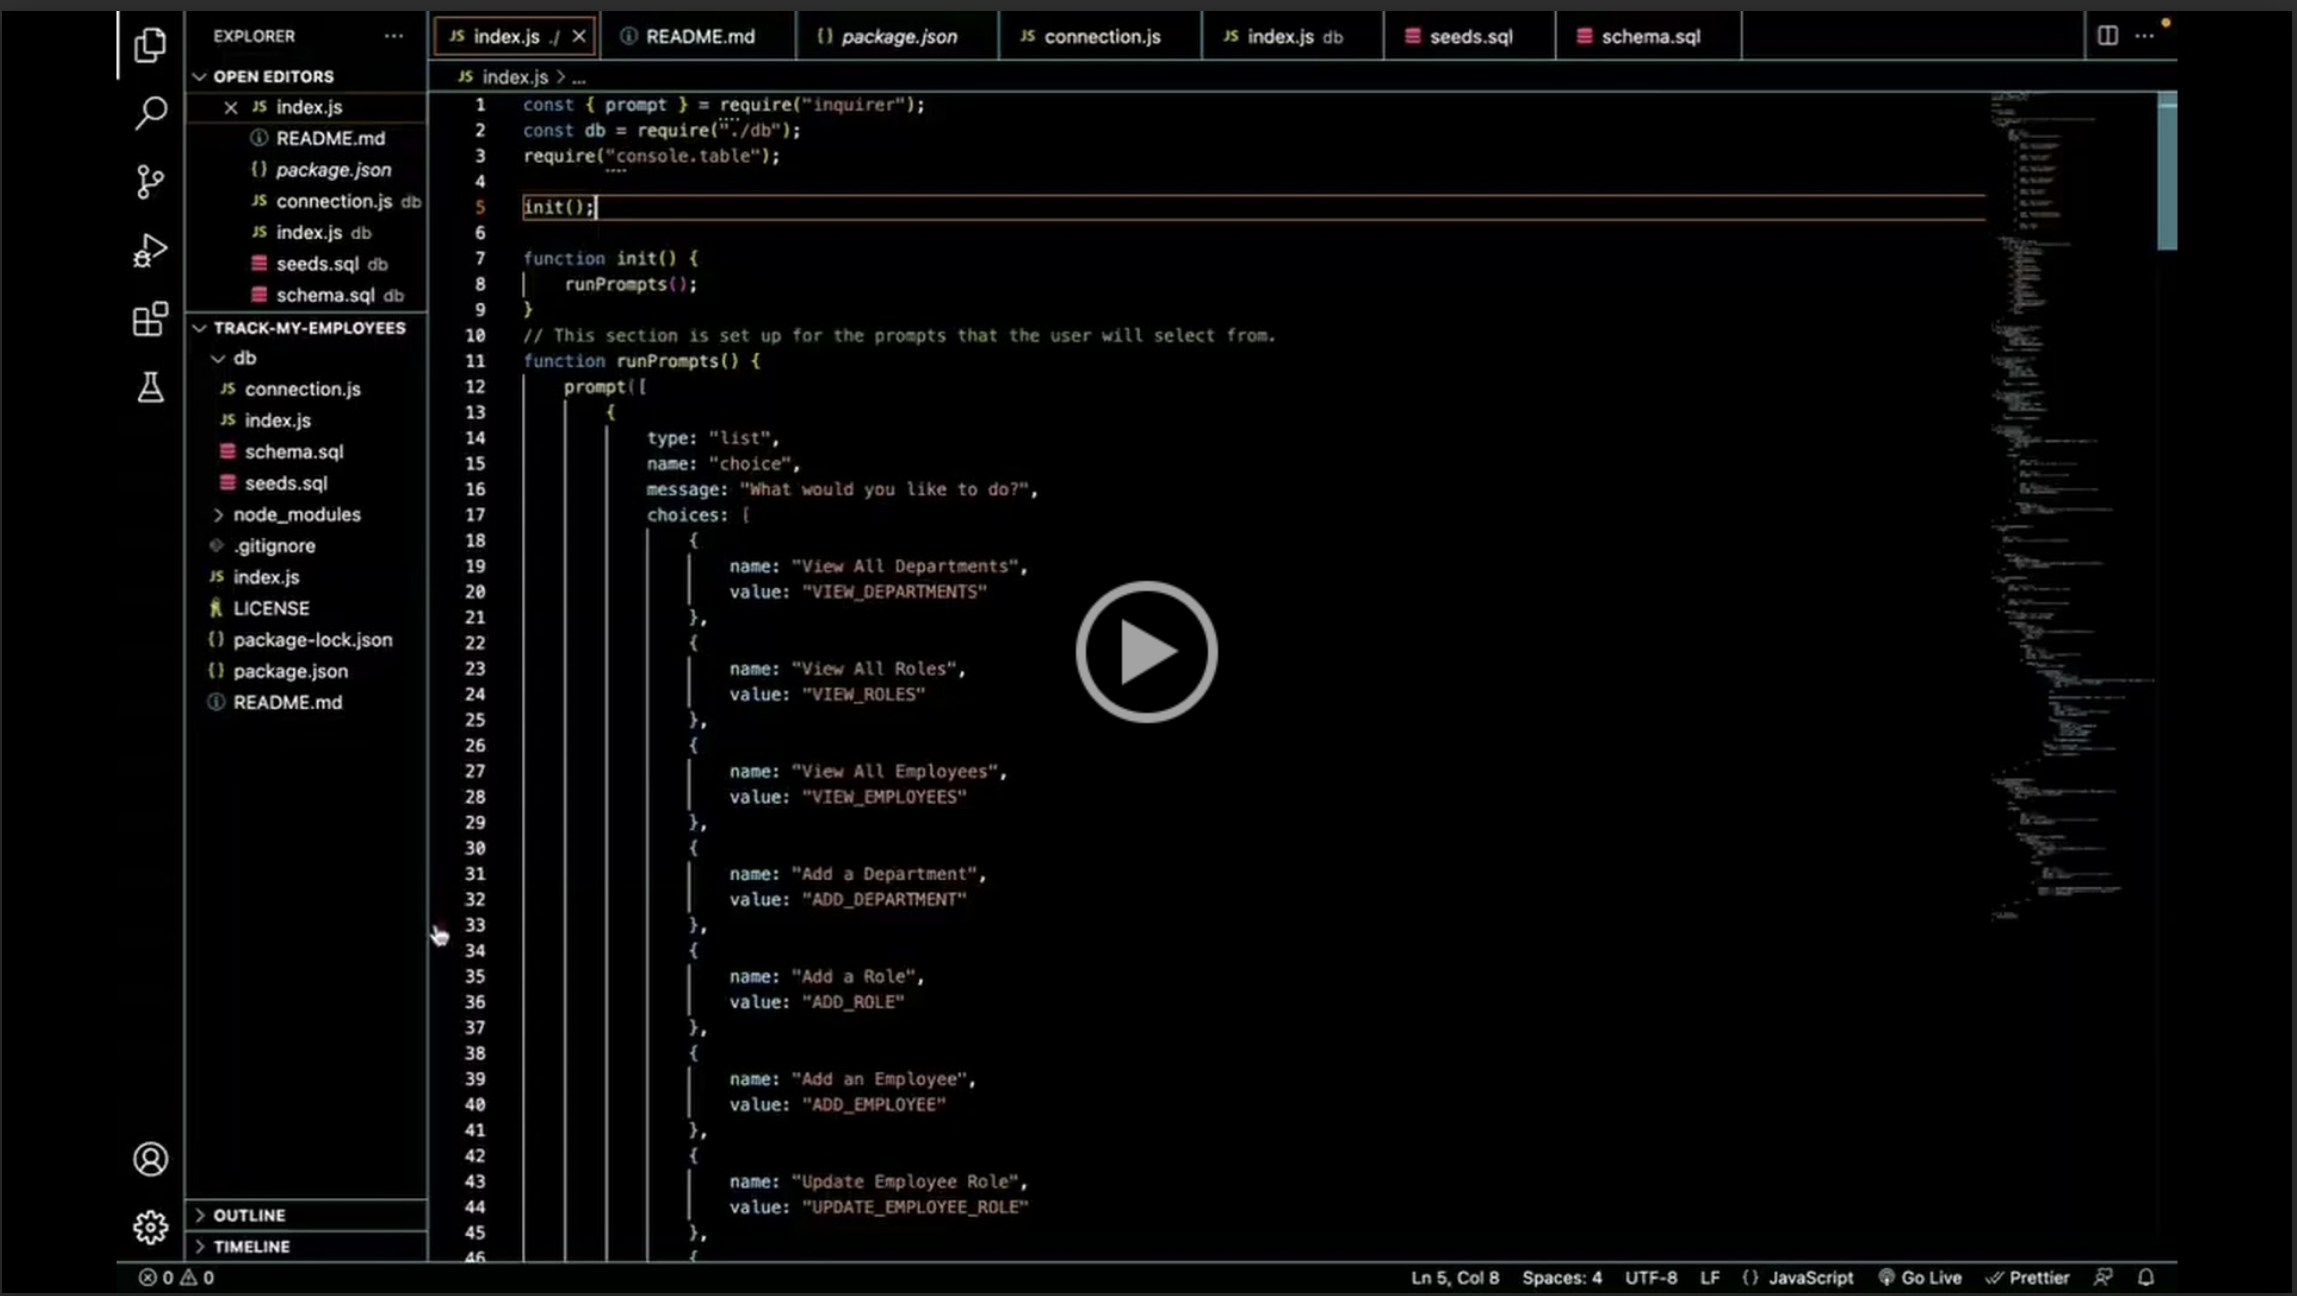 EXPLORER
OPEN EDITORS
index.js
README.md
package.json
connection.js db
index.js db
seeds.sql db
schema.sql db
TRACK-MY-EMPLOYEES
db
connection.js
index.js
schema.sql
seeds.sql
node_modules
.gitignore
index.js
LICENSE
package-lock.json
package.json
README.md
OUTLINE
TIMELINE
JS index.js ./ README.md {} package.json JS connection.js JS index.js db seeds.sql schema.sql
JS index.js > ...
1 const { prompt } = require("inquirer");
2 const db = require("./db");
3 require("console.table");
4
5 init();
6
7 function init() {
8 runPrompts();
9 }
10 // This section is set up for the prompts that the user will select from.
11 function runPrompts() {
12 prompt([
13 {
14 type: "list",
15 name: "choice",
16 message: "What would you like to do?",
17 choices: [
18 {
19 name: "View All Departments",
20 value: "VIEW_DEPARTMENTS"
21 },
22 {
23 name: "View All Roles",
24 value: "VIEW_ROLES"
25 },
26 {
27 name: "View All Employees",
28 value: "VIEW_EMPLOYEES"
29 },
30 {
31 name: "Add a Department",
32 value: "ADD_DEPARTMENT"
33 },
34 {
35 name: "Add a Role",
36 value: "ADD_ROLE"
37 },
38 {
39 name: "Add an Employee",
40 value: "ADD_EMPLOYEE"
41 },
42 {
43 name: "Update Employee Role",
44 value: "UPDATE_EMPLOYEE_ROLE"
45 },
46 {
0 0 Ln 5, Col 8 Spaces: 4 UTF-8 LF {} JavaScript Go Live Prettier